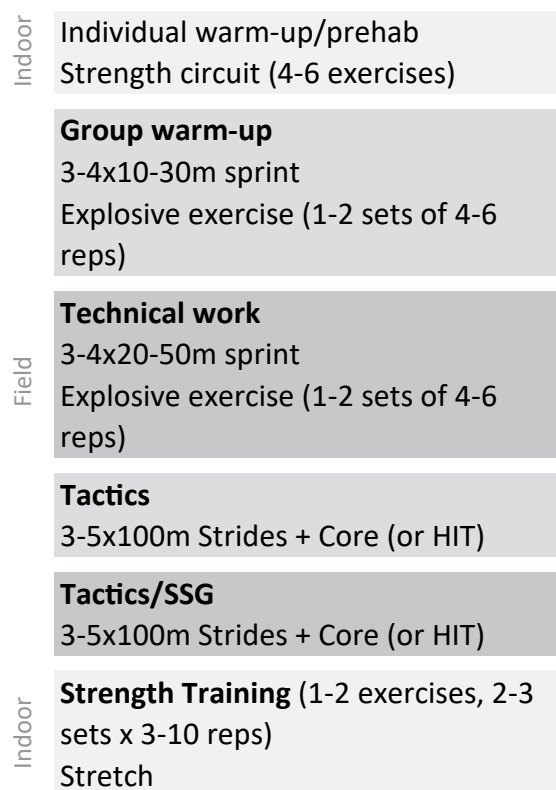 Indoor
Individual warm-up/prehab
Strength circuit (4-6 exercises)
Group warm-up
3-4x10-30m sprint
Explosive exercise (1-2 sets of 4-6
reps)
Field
Technical work
3-4x20-50m sprint
Explosive exercise (1-2 sets of 4-6
reps)
Tactics
3-5x100m Strides + Core (or HIT)
Tactics/SSG
3-5x100m Strides + Core (or HIT)
Indoor
Strength Training (1-2 exercises, 2-3
sets x 3-10 reps)
Stretch